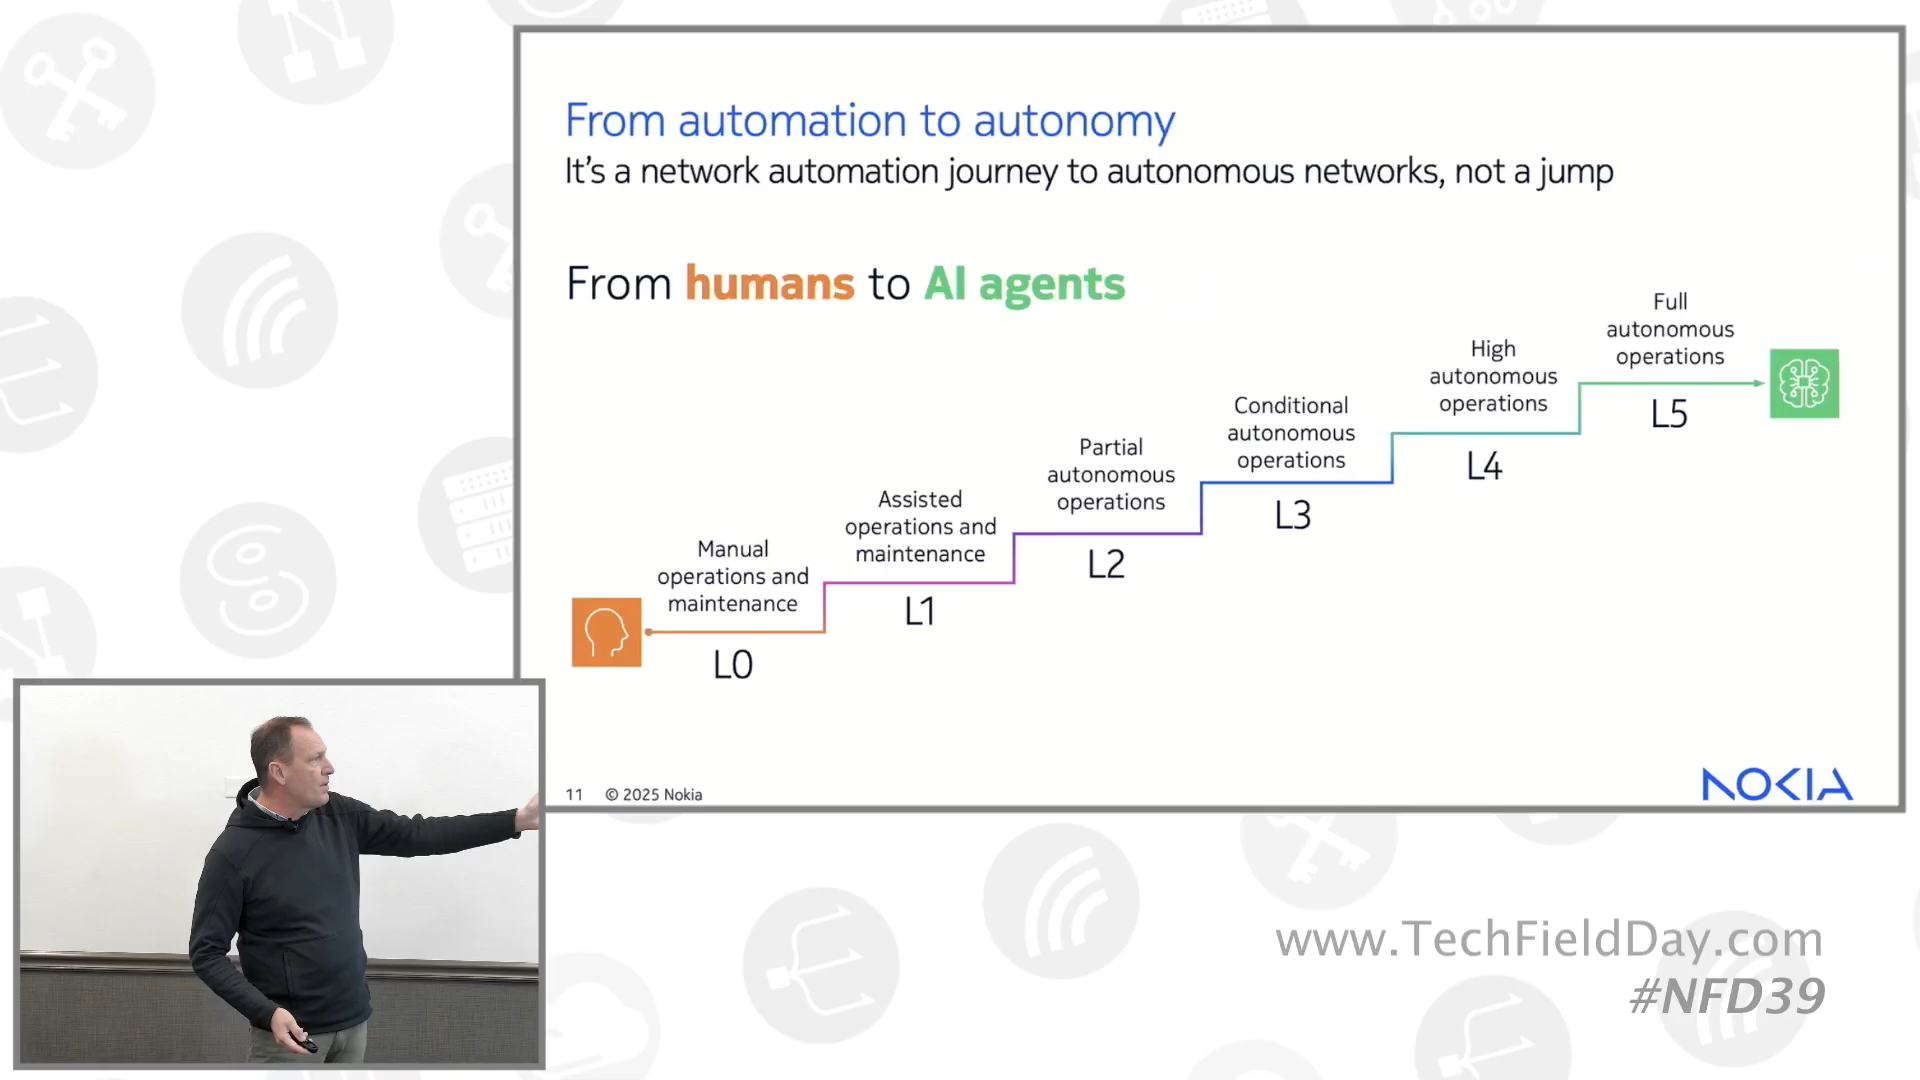 From automation to autonomy
It's a network automation journey to autonomous networks, not a jump
From humans to AI agents
Manual
operations and
maintenance
L0
Assisted
operations and
maintenance
L1
Partial
autonomous
operations
L2
Conditional
autonomous
operations
L3
High
autonomous
operations
L4
Full
autonomous
operations
L5
11 © 2025 Nokia
NOKIA
www.TechFieldDay.com
#NFD39